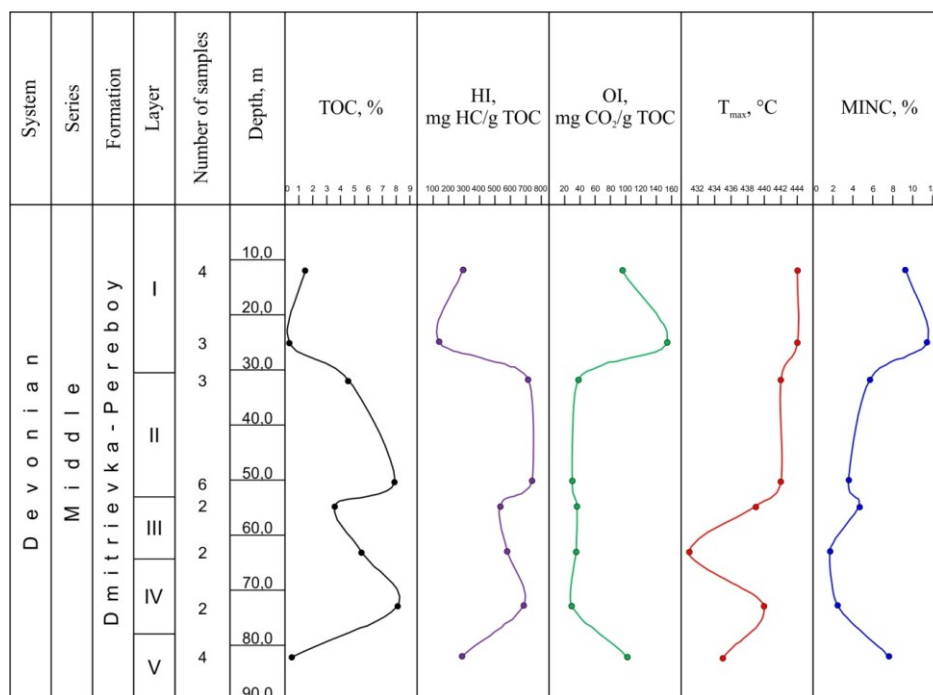 System
Series
Formation
Layer
Number of samples
Depth, m
TOC, %
HI,
mg HC/g TOC
OI,
mg CO₂/g TOC
Tmax, °C
MINC, %
0 1 2 3 4 5 6 7 8 9
100 200 300 400 500 600 700 800
20 40 60 80 100 120 140 160
432 434 436 438 440 442 444
0 2 4 6 8 10 12
Devonian
Middle
Dmitrievka-Pereboy
I
II
III
IV
V
4
3
3
6
2
2
2
4
10,0
20,0
30,0
40,0
50,0
60,0
70,0
80,0
90,0